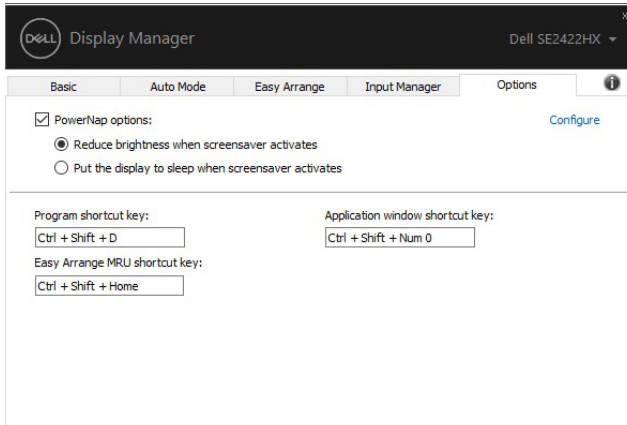 DELL Display Manager
Dell SE2422HX
Basic Auto Mode Easy Arrange Input Manager Options
PowerNap options:
Configure
Reduce brightness when screensaver activates
Put the display to sleep when screensaver activates
Program shortcut key:
Application window shortcut key:
Ctrl + Shift + D
Ctrl + Shift + Num 0
Easy Arrange MRU shortcut key:
Ctrl + Shift + Home